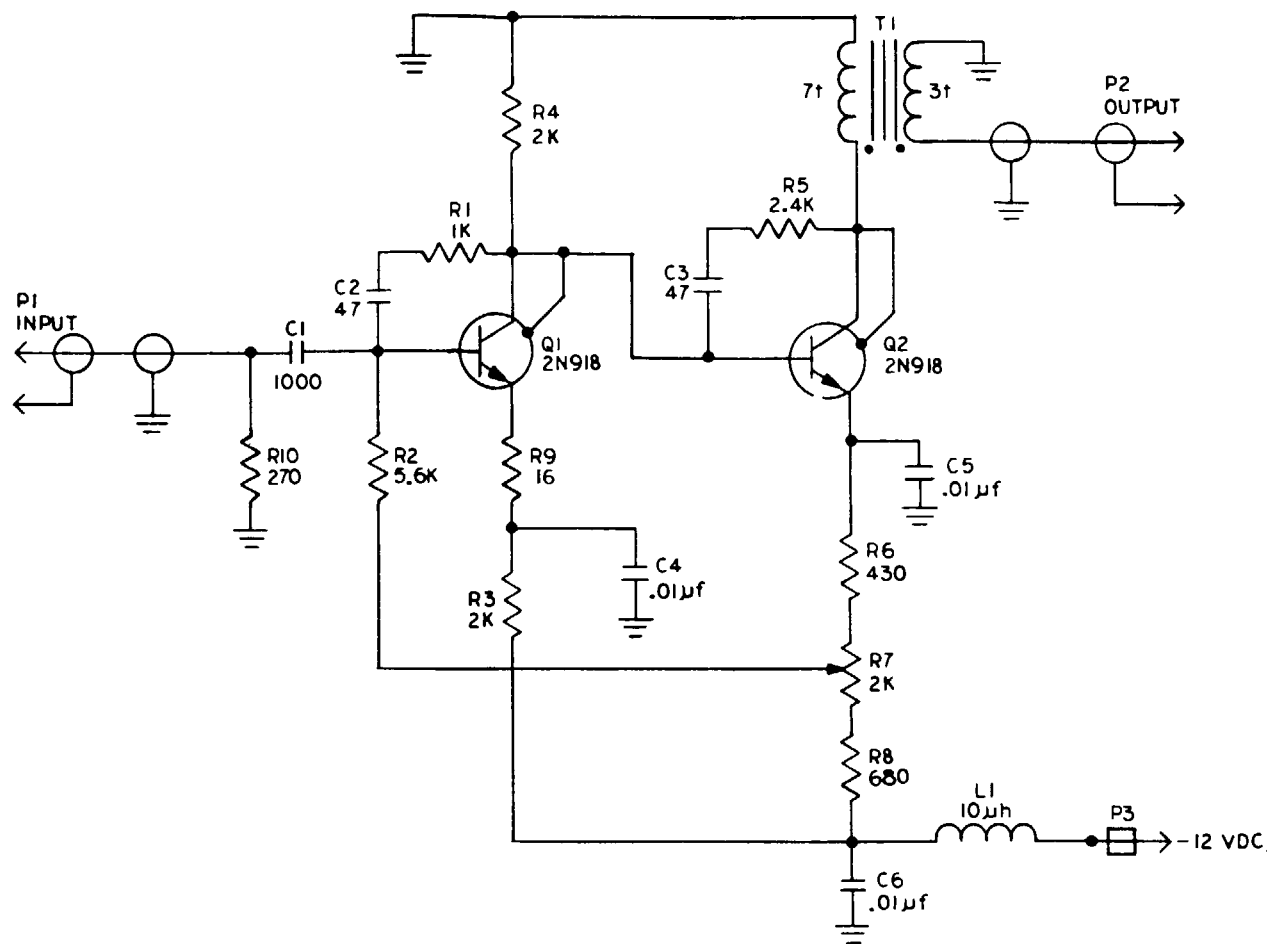 T1
7t
3t
P2
OUTPUT
R4
2K
R5
2.4K
R1
1K
C2
47
C3
47
P1
INPUT
C1
1000
Q1
2N918
Q2
2N918
R10
270
R2
5.6K
R9
16
C5
.01µf
R6
430
C4
.01µf
R3
2K
R7
2K
R8
680
L1
10µh
P3
-12 VDC
C6
.01µf